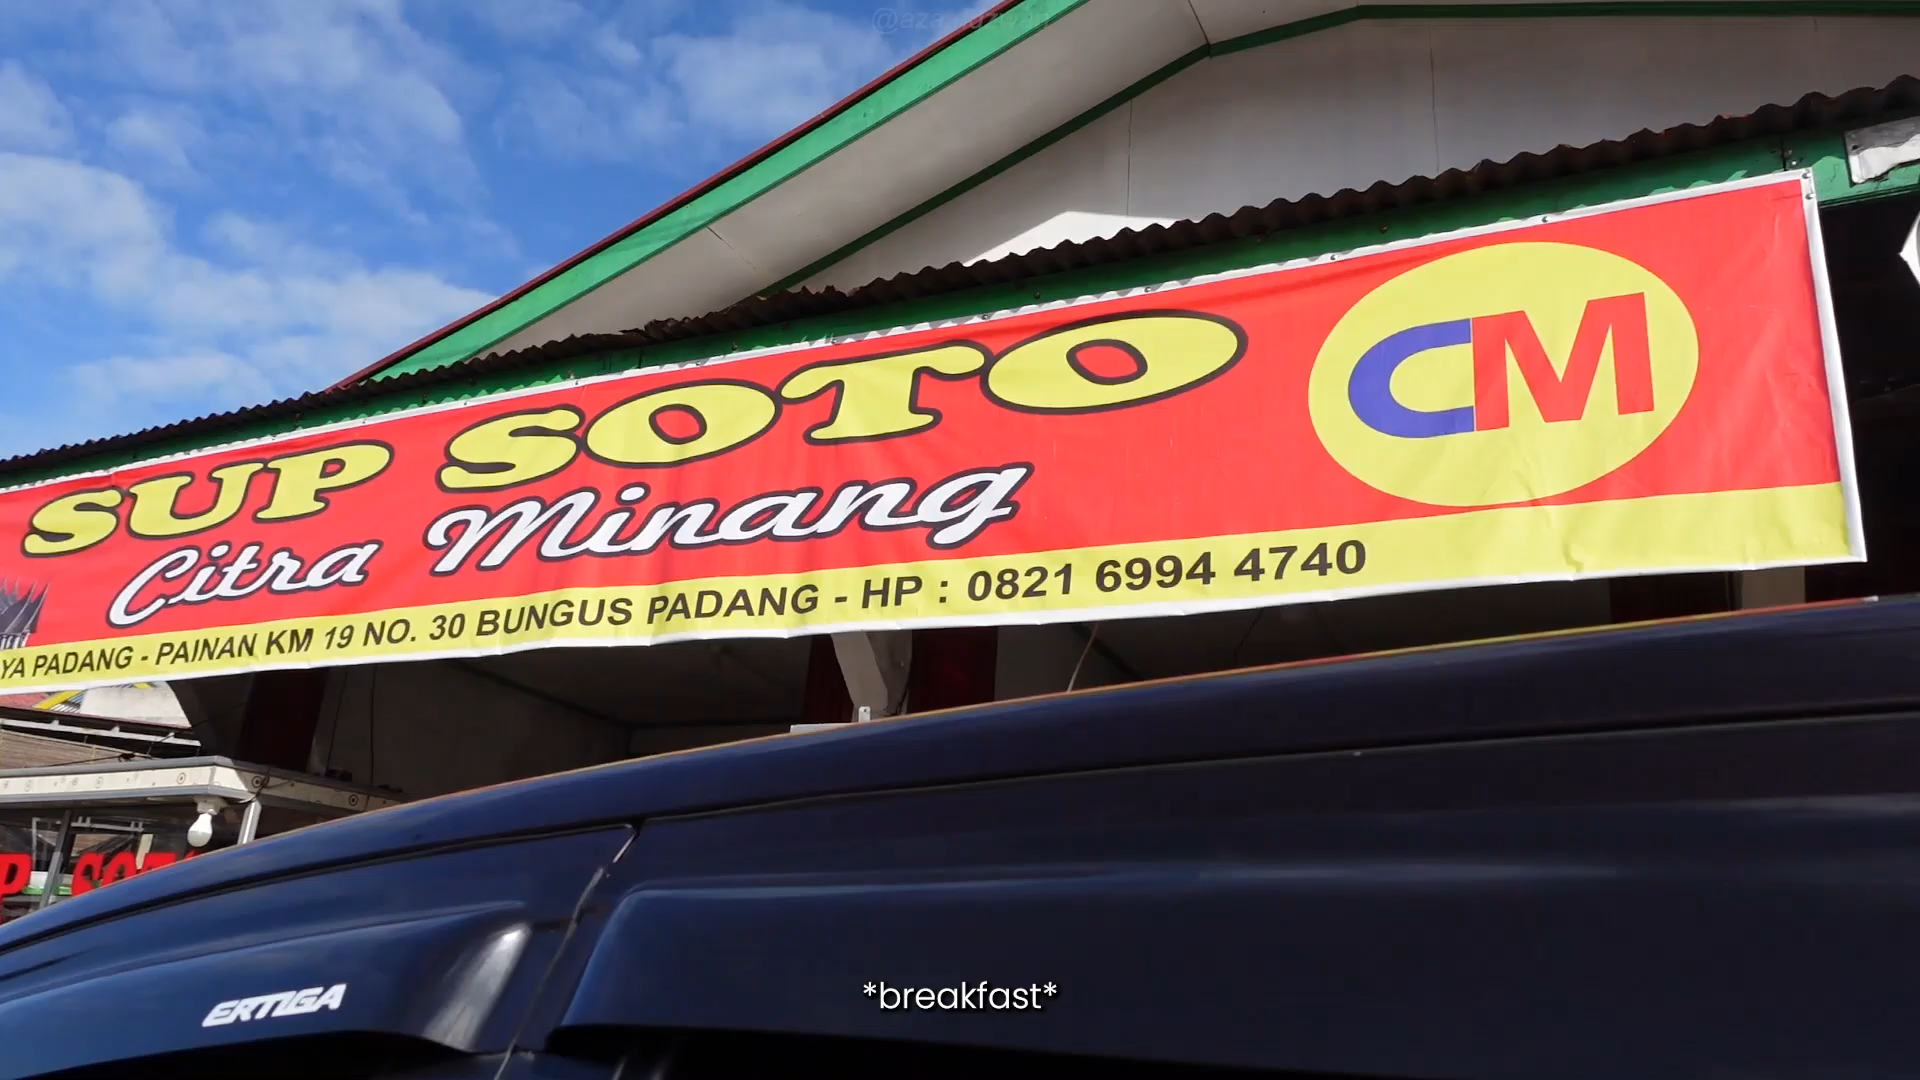 SUP SOTO
Citra Minang
CM
YA PADANG - PAINAN KM 19 NO. 30 BUNGUS PADANG - HP : 0821 6994 4740
ERTIGA
*breakfast*